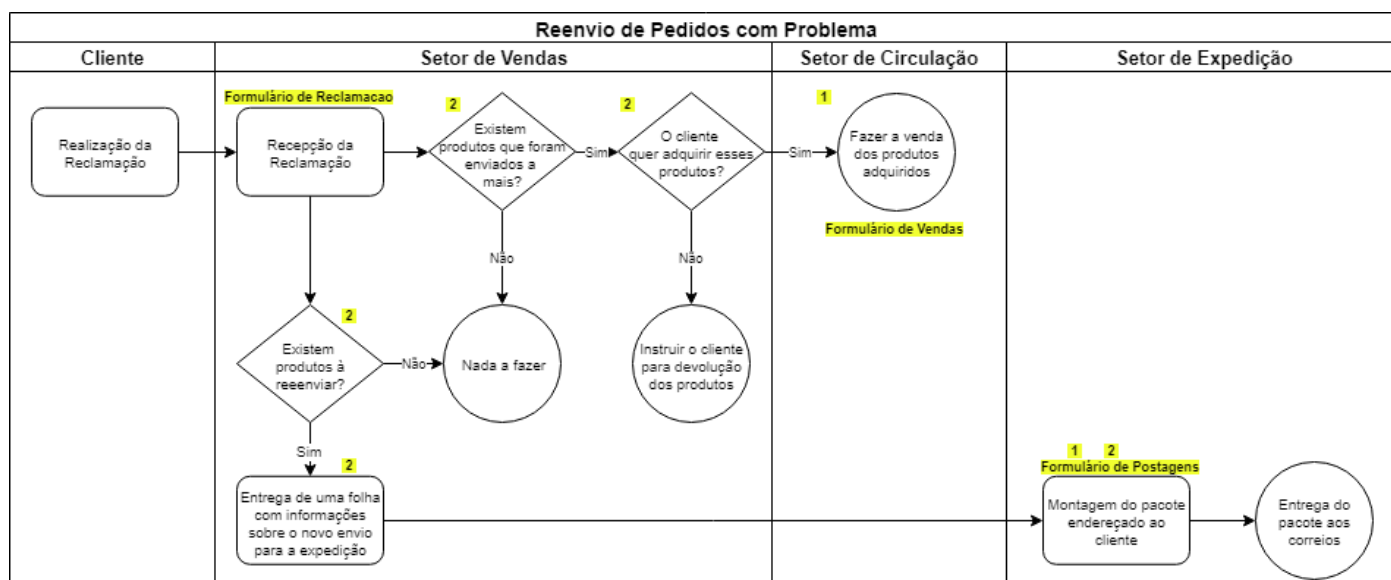 Reenvio de Pedidos com Problema
Cliente
Setor de Vendas
Setor de Circulação
Setor de Expedição
Realização da
Reclamação
Formulário de Reclamacao
Recepção da
Reclamação
2
Existem
produtos que foram
enviados a
mais?
Sim
2
O cliente
quer adquirir esses
produtos?
Sim
1
Fazer a venda
dos produtos
adquiridos
Formulário de Vendas
Não
Não
2
Existem
produtos à
reeenviar?
Não
Nada a fazer
Instruir o cliente
para devolução
dos produtos
Sim
2
Entrega de uma folha
com informações
sobre o novo envio
para a expedição
1
2
Formulário de Postagens
Montagem do pacote
endereçado ao
cliente
Entrega do
pacote aos
correios